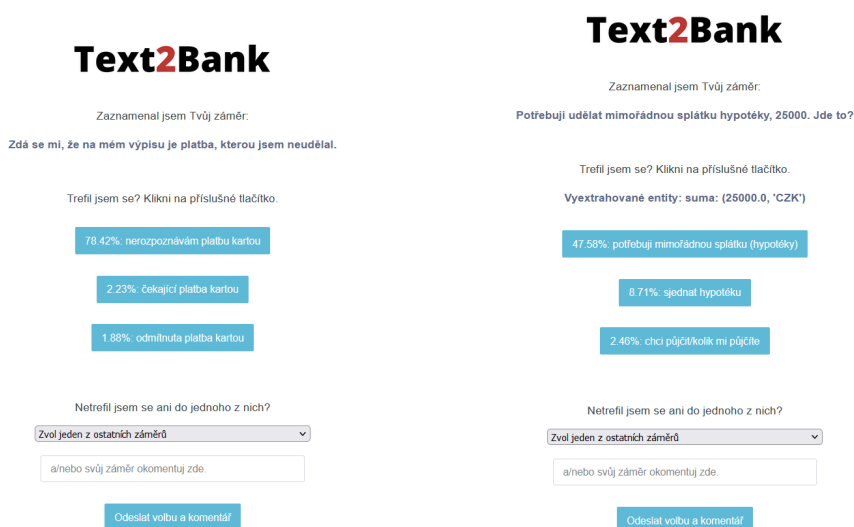 Text2Bank
Zaznamenal jsem Tvůj záměr:
Zdá se mi, že na mém výpisu je platba, kterou jsem neudělal.
Trefil jsem se? Klikni na příslušné tlačítko.
78.42%: nerozpoznávám platbu kartou
2.23%: čekající platba kartou
1.88%: odmítnuta platba kartou
Netrefil jsem se ani do jednoho z nich?
Zvol jeden z ostatních záměrů
a/nebo svůj záměr okomentuj zde.
Odeslat volbu a komentář
Text2Bank
Zaznamenal jsem Tvůj záměr:
Potřebuji udělat mimořádnou splátku hypotéky, 25000. Jde to?
Trefil jsem se? Klikni na příslušné tlačítko.
Vyextrahované entity: suma: (25000.0, 'CZK')
47.58%: potřebuji mimořádnou splátku (hypotéky)
8.71%: sjednat hypotéku
2.46%: chci půjčit/kolik mi půjčíte
Netrefil jsem se ani do jednoho z nich?
Zvol jeden z ostatních záměrů
a/nebo svůj záměr okomentuj zde.
Odeslat volbu a komentář